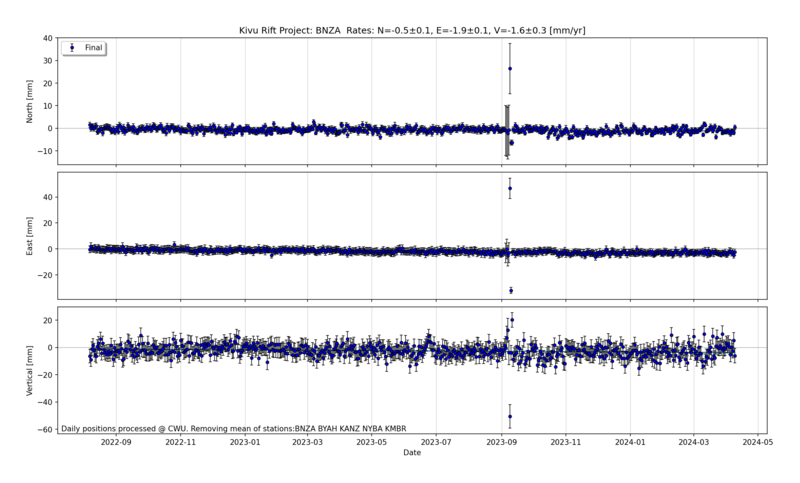 Kivu Rift Project: BNZA  Rates: N=-0.5±0.1, E=-1.9±0.1, V=-1.6±0.3 [mm/yr]
Final
North [mm]
40
30
20
10
0
−10
East [mm]
40
20
0
−20
Vertical [mm]
20
0
−20
−40
−60
Daily positions processed @ CWU. Removing mean of stations:BNZA BYAH KANZ NYBA KMBR
2022-09 2022-11 2023-01 2023-03 2023-05 2023-07 2023-09 2023-11 2024-01 2024-03 2024-05
Date